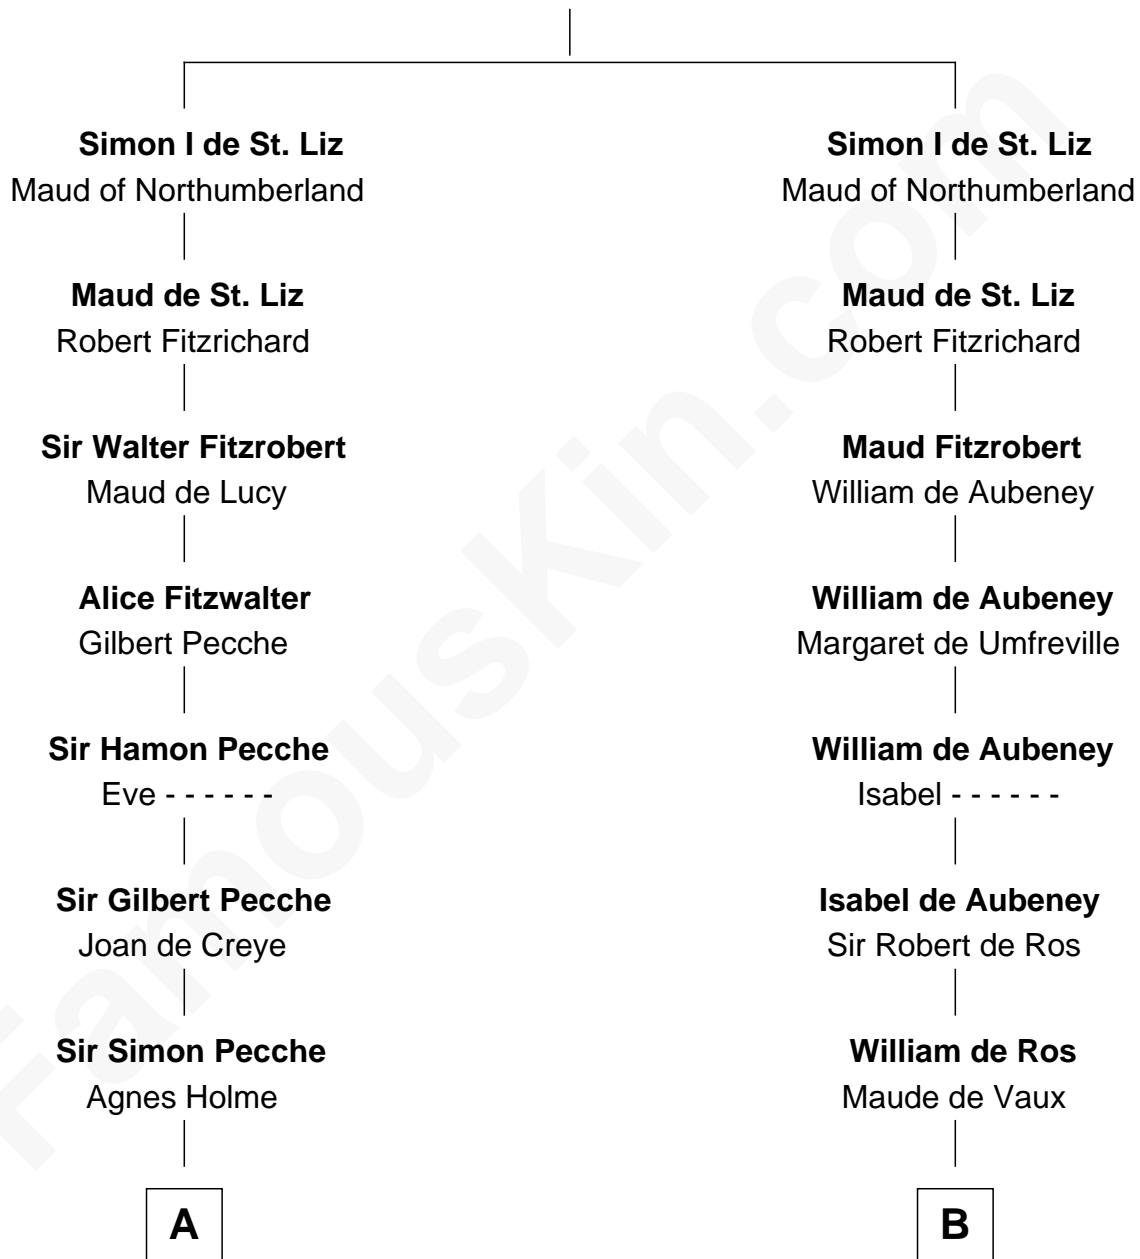 Simon I de St. Liz
Maud of Northumberland
Maud de St. Liz
Robert Fitzrichard
Sir Walter Fitzrobert
Maud de Lucy
Alice Fitzwalter
Gilbert Pecche
Sir Hamon Pecche
Eve - - - - - -
Sir Gilbert Pecche
Joan de Creye
Sir Simon Pecche
Agnes Holme
A
Simon I de St. Liz
Maud of Northumberland
Maud de St. Liz
Robert Fitzrichard
Maud Fitzrobert
William de Aubeney
William de Aubeney
Margaret de Umfreville
William de Aubeney
Isabel - - - - - -
Isabel de Aubeney
Sir Robert de Ros
William de Ros
Maude de Vaux
B
FamousKin.com